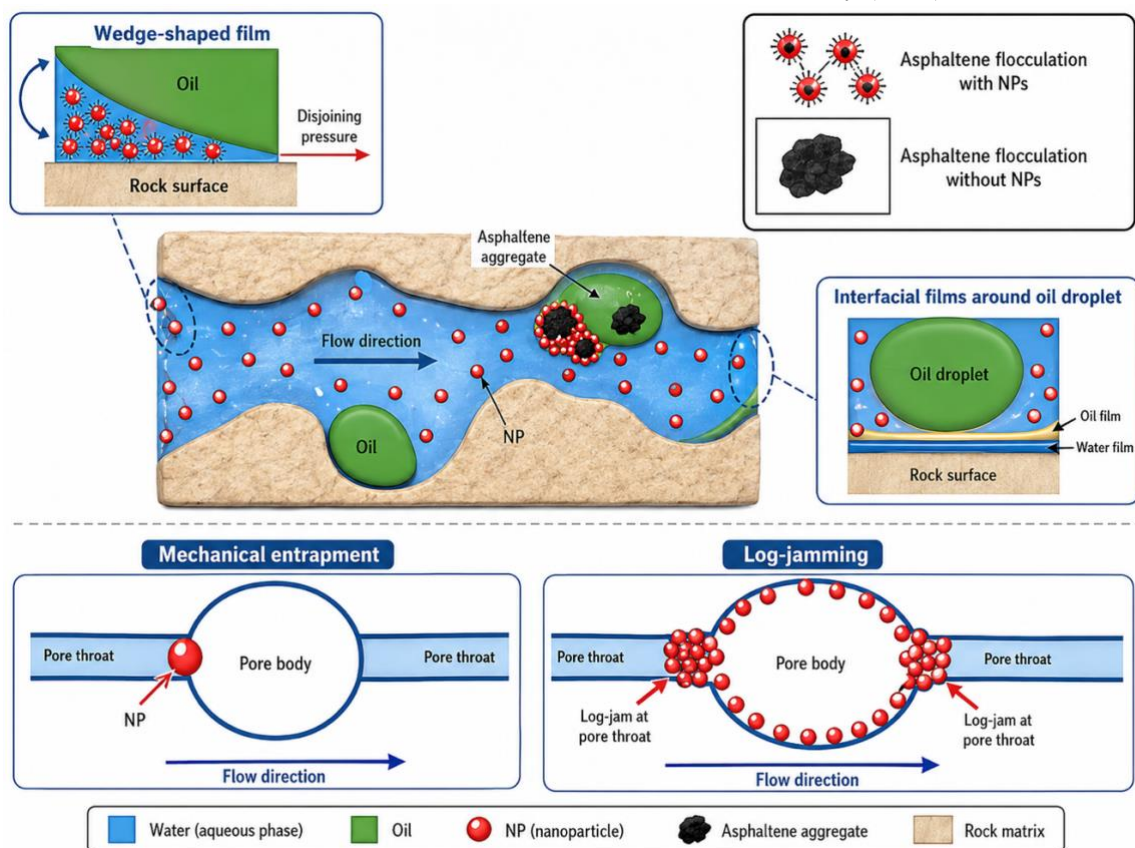 Wedge-shaped film
Oil
Disjoining
pressure
Rock surface
Asphaltene flocculation
with NPs
Asphaltene flocculation
without NPs
Asphaltene
aggregate
Flow direction
NP
Oil
Interfacial films around oil droplet
Oil droplet
Oil film
Water film
Rock surface
Mechanical entrapment
Pore throat
Pore body
Pore throat
NP
Flow direction
Log-jamming
Pore throat
Pore body
Pore throat
Log-jam at
pore throat
Log-jam at
pore throat
Flow direction
Water (aqueous phase)
Oil
NP (nanoparticle)
Asphaltene aggregate
Rock matrix